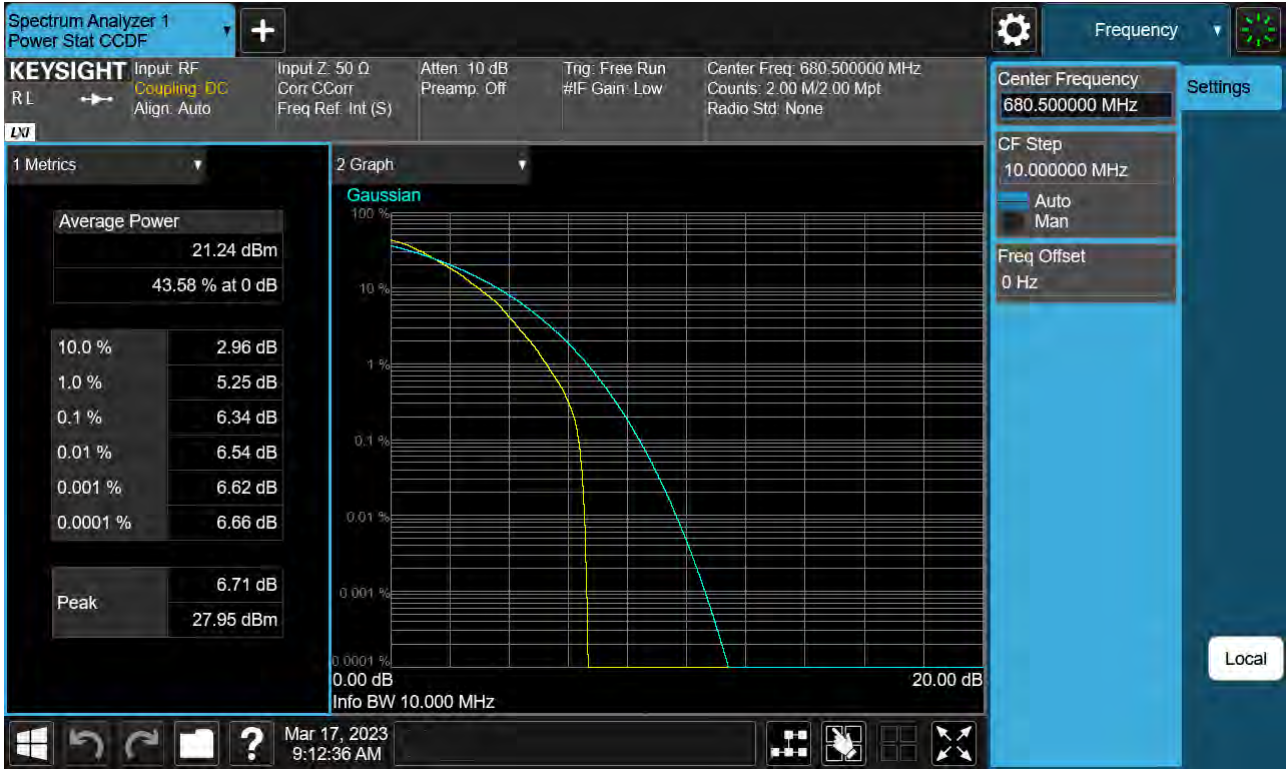 Spectrum Analyzer 1
Power Stat CCDF
+
Frequency
KEYSIGHT
R L
LXI
Input: RF
Coupling: DC
Align: Auto
Input Z: 50 Ω
Corr CCorr
Freq Ref: Int (S)
Atten: 10 dB
Preamp: Off
Trig: Free Run
#IF Gain: Low
Center Freq: 680.500000 MHz
Counts: 2.00 M/2.00 Mpt
Radio Std: None
Center Frequency
680.500000 MHz
Settings
CF Step
10.000000 MHz
Auto
Man
Freq Offset
0 Hz
1 Metrics
Average Power
21.24 dBm
43.58 % at 0 dB
10.0 % 2.96 dB
1.0 % 5.25 dB
0.1 % 6.34 dB
0.01 % 6.54 dB
0.001 % 6.62 dB
0.0001 % 6.66 dB
Peak
6.71 dB
27.95 dBm
2 Graph
Gaussian
100 %
10 %
1 %
0.1 %
0.01 %
0.001 %
0.0001 %
0.00 dB 20.00 dB
Info BW 10.000 MHz
Local
?
Mar 17, 2023
9:12:36 AM